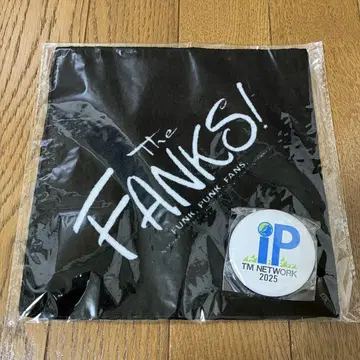 The
FANKS!
FUNK PUNK FANS.
iP
TM NETWORK
2025